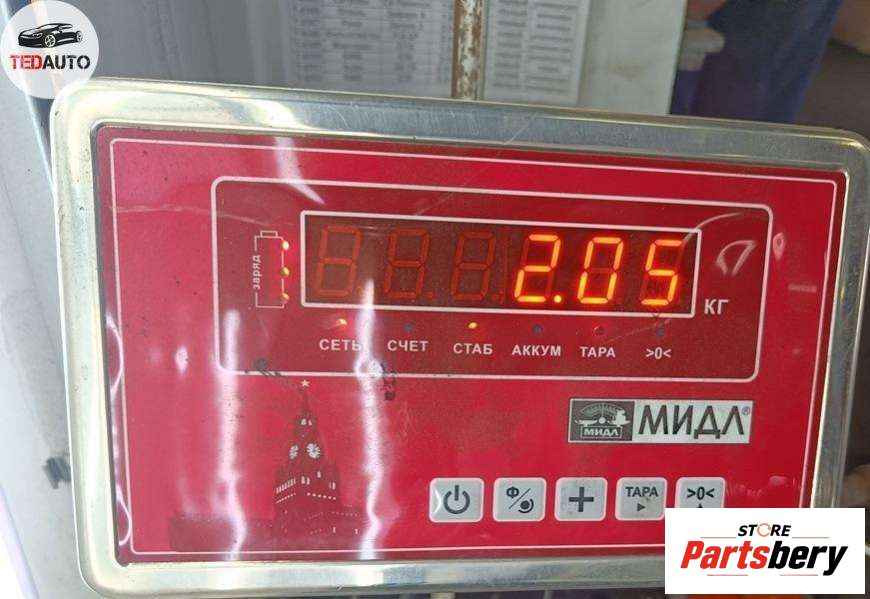 TEDAUTO
заряд
2.05
КГ
СЕТЬ СЧЕТ СТАБ АККУМ ТАРА >0<
МИДЛ МИДЛ®
Ф ТАРА >0<
STORE
Partsbery